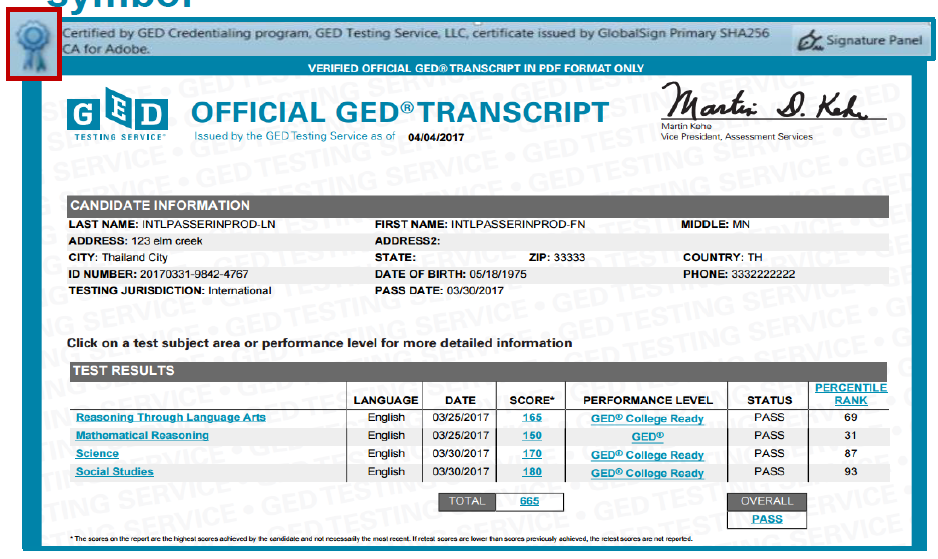 symbol
Certified by GED Credentialing program, GED Testing Service, LLC, certificate issued by GlobalSign Primary SHA256
CA for Adobe.
Signature Panel
VERIFIED OFFICIAL GED® TRANSCRIPT IN PDF FORMAT ONLY
GED
TESTING SERVICE®
OFFICIAL GED® TRANSCRIPT
Issued by the GED Testing Service as of 04/04/2017
Martin D. Kehe
Martin Kehe
Vice President, Assessment Services
CANDIDATE INFORMATION
LAST NAME: INTLPASSERINPROD-LN FIRST NAME: INTLPASSERINPROD-FN MIDDLE: MN
ADDRESS: 123 elm creek ADDRESS2:
CITY: Thailand City STATE: ZIP: 33333 COUNTRY: TH
ID NUMBER: 20170331-9842-4767 DATE OF BIRTH: 05/18/1975 PHONE: 3332222222
TESTING JURISDICTION: International PASS DATE: 03/30/2017
Click on a test subject area or performance level for more detailed information
TEST RESULTS
LANGUAGE DATE SCORE* PERFORMANCE LEVEL STATUS PERCENTILE RANK
Reasoning Through Language Arts English 03/25/2017 165 GED® College Ready PASS 69
Mathematical Reasoning English 03/25/2017 150 GED® PASS 31
Science English 03/30/2017 170 GED® College Ready PASS 87
Social Studies English 03/30/2017 180 GED® College Ready PASS 93
TOTAL 665 OVERALL
PASS
* The scores on the report are the highest scores achieved by the candidate and not necessarily the most recent. If retest scores are lower than scores previously achieved, the retest scores are not reported.